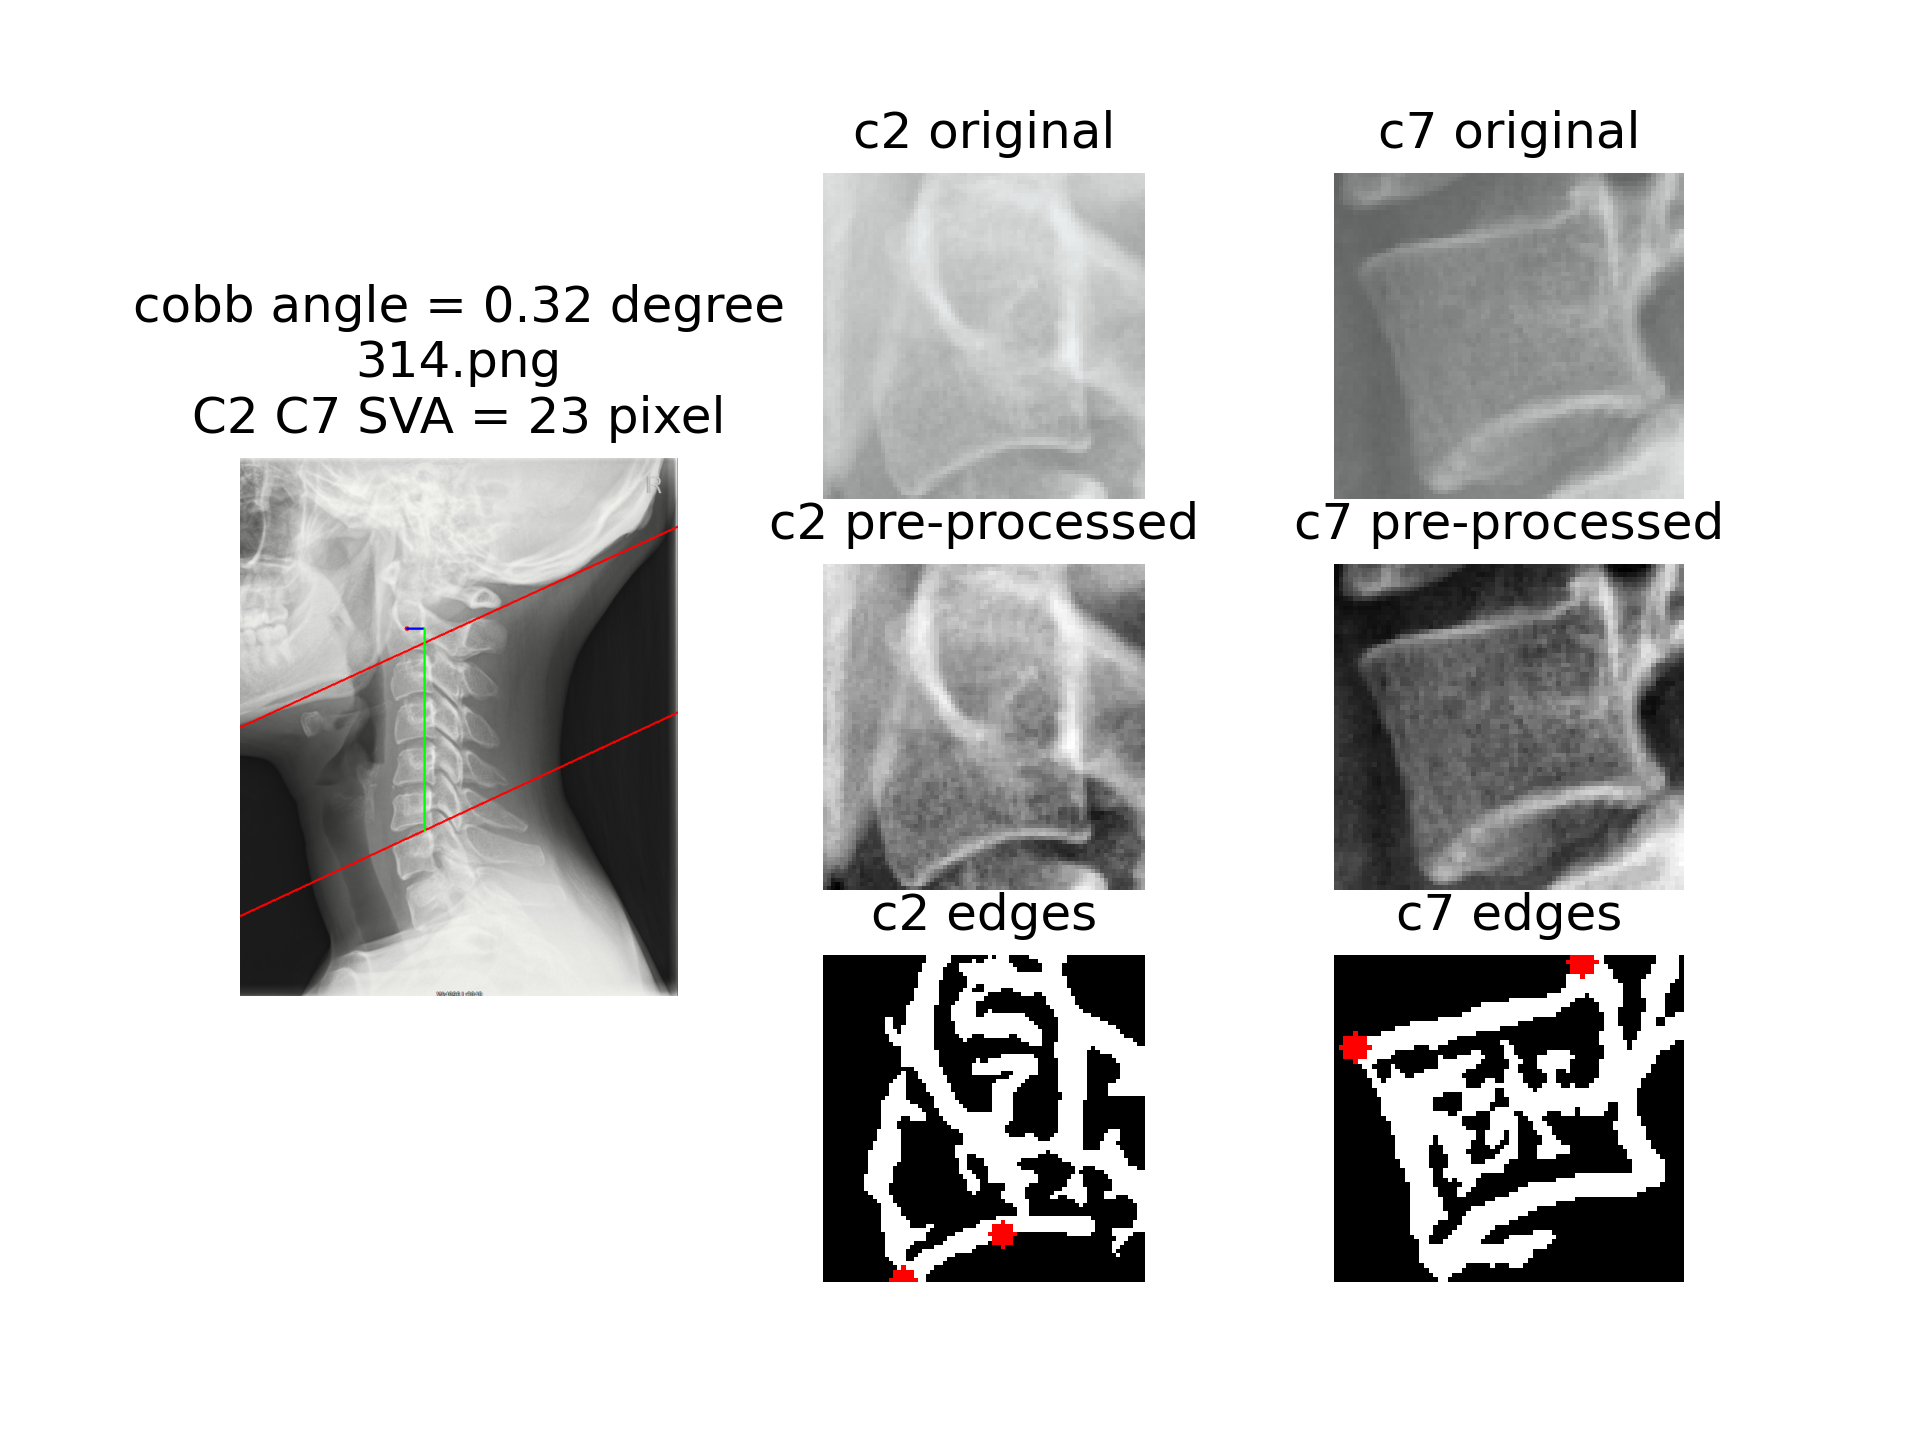 cobb angle = 0.32 degree
314.png
C2 C7 SVA = 23 pixel
R
c2 original
c7 original
c2 pre-processed
c7 pre-processed
c2 edges
c7 edges